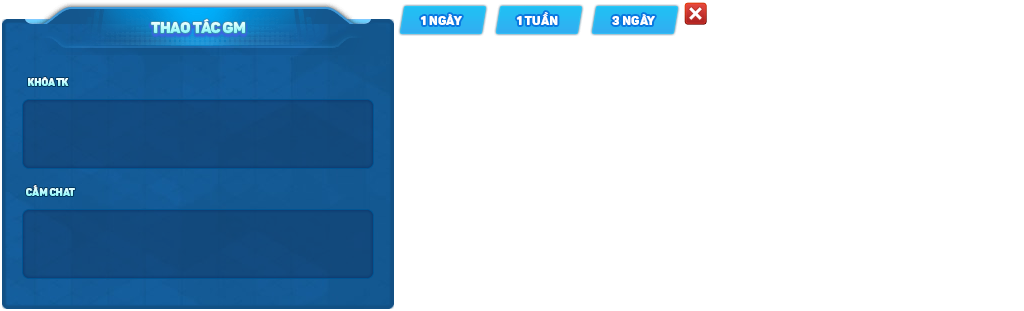 THAO TÁC GM
1 NGÀY
1 TUẦN
3 NGÀY
KHÓA TK
CẤM CHAT